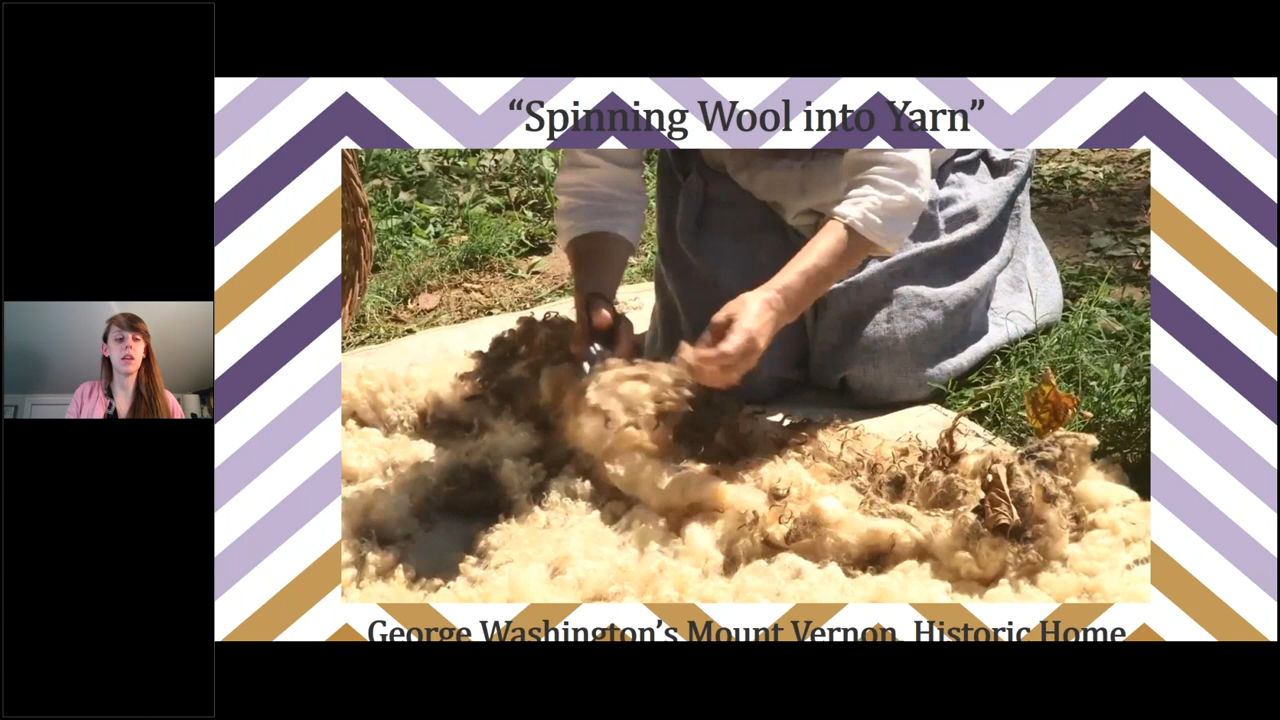 “Spinning Wool into Yarn”
George Washington’s Mount Vernon, Historic Home